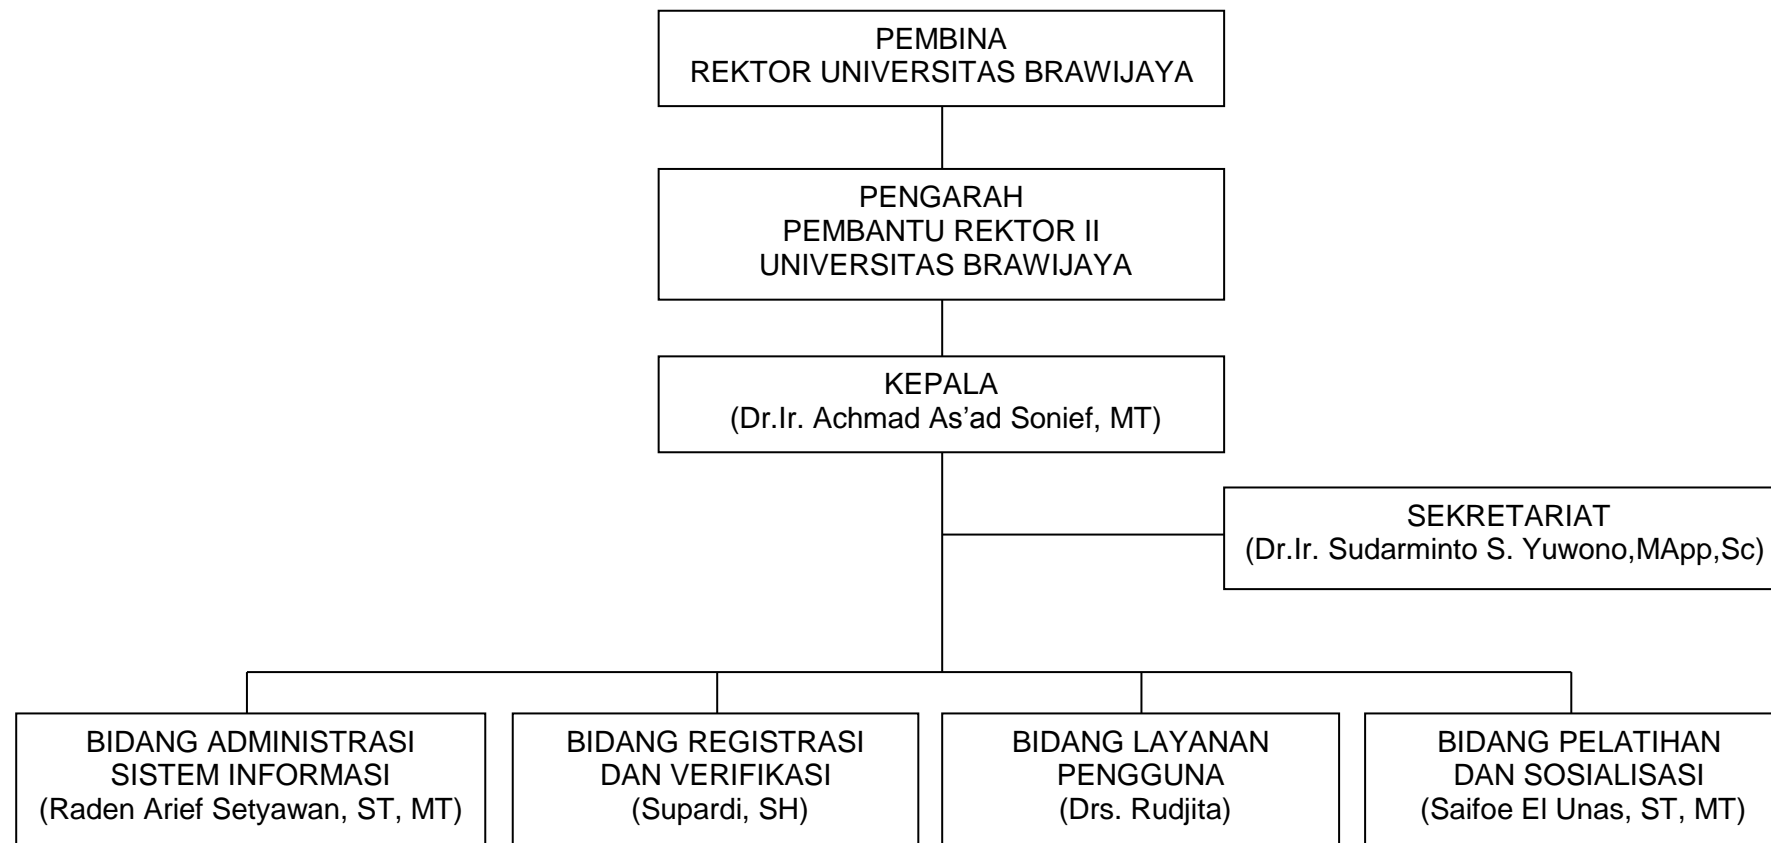 PEMBINA
REKTOR UNIVERSITAS BRAWIJAYA
PENGARAH
PEMBANTU REKTOR II
UNIVERSITAS BRAWIJAYA
KEPALA
(Dr.Ir. Achmad As’ad Sonief, MT)
SEKRETARIAT
(Dr.Ir. Sudarminto S. Yuwono,MApp,Sc)
BIDANG ADMINISTRASI
SISTEM INFORMASI
(Raden Arief Setyawan, ST, MT)
BIDANG REGISTRASI
DAN VERIFIKASI
(Supardi, SH)
BIDANG LAYANAN
PENGGUNA
(Drs. Rudjita)
BIDANG PELATIHAN
DAN SOSIALISASI
(Saifoe El Unas, ST, MT)